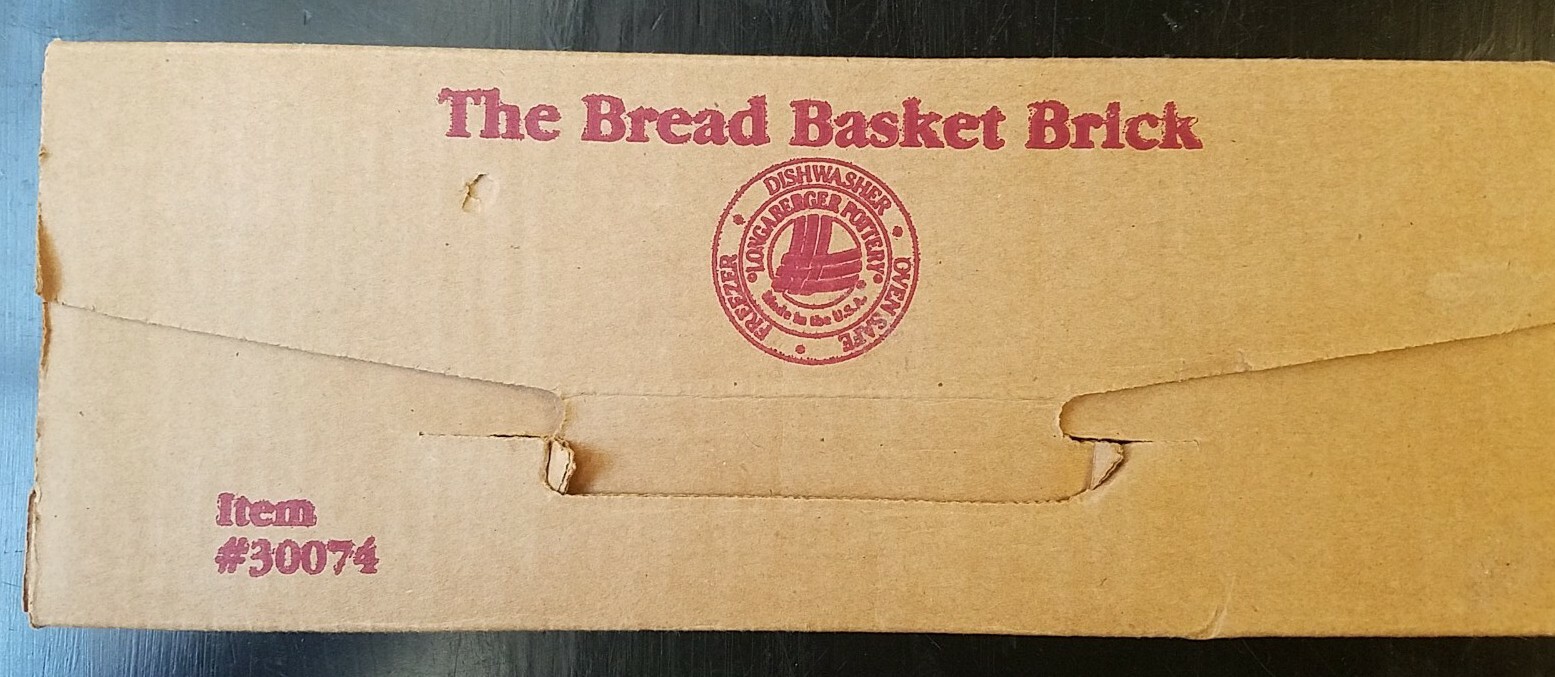 The Bread Basket Brick
DISHWASHER • OVEN SAFE • FREEZER •
• LONGABERGER POTTERY •
Made in the U.S.A.
Item
#30074